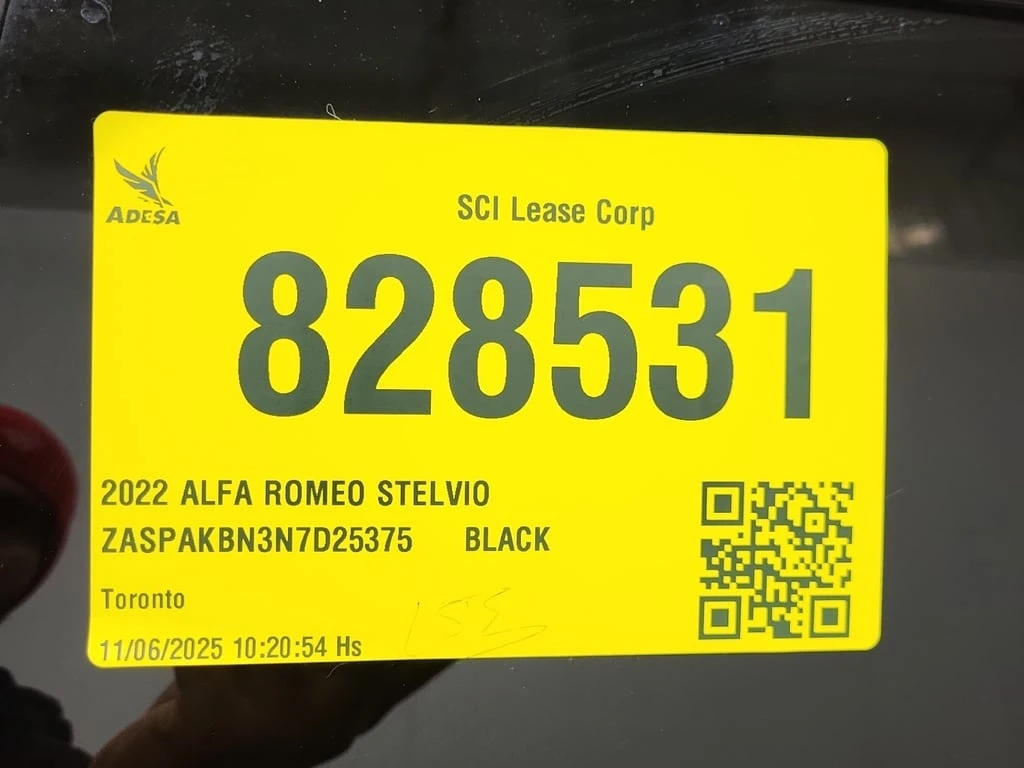 ADESA
SCI Lease Corp
828531
2022 ALFA ROMEO STELVIO
ZASPAKBN3N7D25375 BLACK
Toronto
11/06/2025 10:20:54 Hs